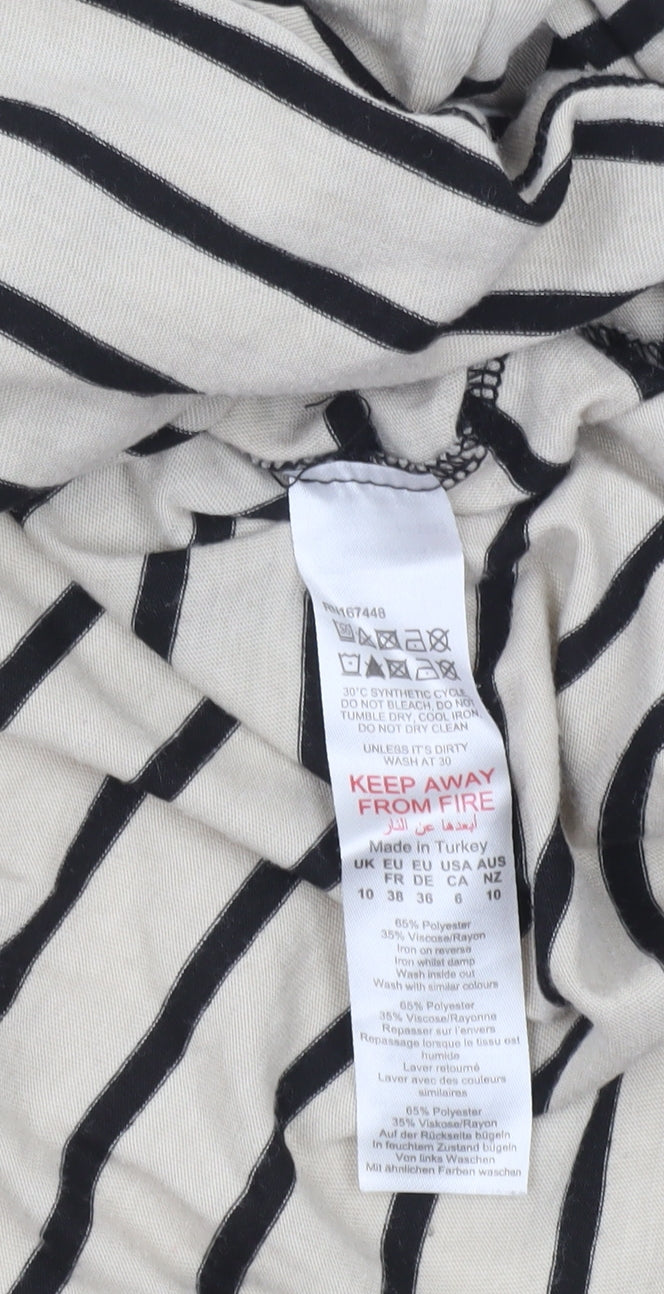 RN167448
30°C SYNTHETIC CYCLE
DO NOT BLEACH, DO NOT
TUMBLE DRY, COOL IRON,
DO NOT DRY CLEAN
UNLESS IT'S DIRTY
WASH AT 30
KEEP AWAY
FROM FIRE
ابعدها عن النار
Made in Turkey
UK EU EU USA AUS
FR DE CA NZ
10 38 36 6 10
65% Polyester
35% Viscose/Rayon
Iron on reverse
Iron whilst damp
Wash inside out
Wash with similar colours
65% Polyester
35% Viscose/Rayonne
Repasser sur l'envers
Repassage lorsque le tissu est
humide
Laver retourné
Laver avec des couleurs
similaires
65% Polyester
35% Viskose/Rayon
Auf der Rückseite bügeln
In feuchtem Zustand bügeln
Von links Waschen
Mit ähnlichen Farben waschen